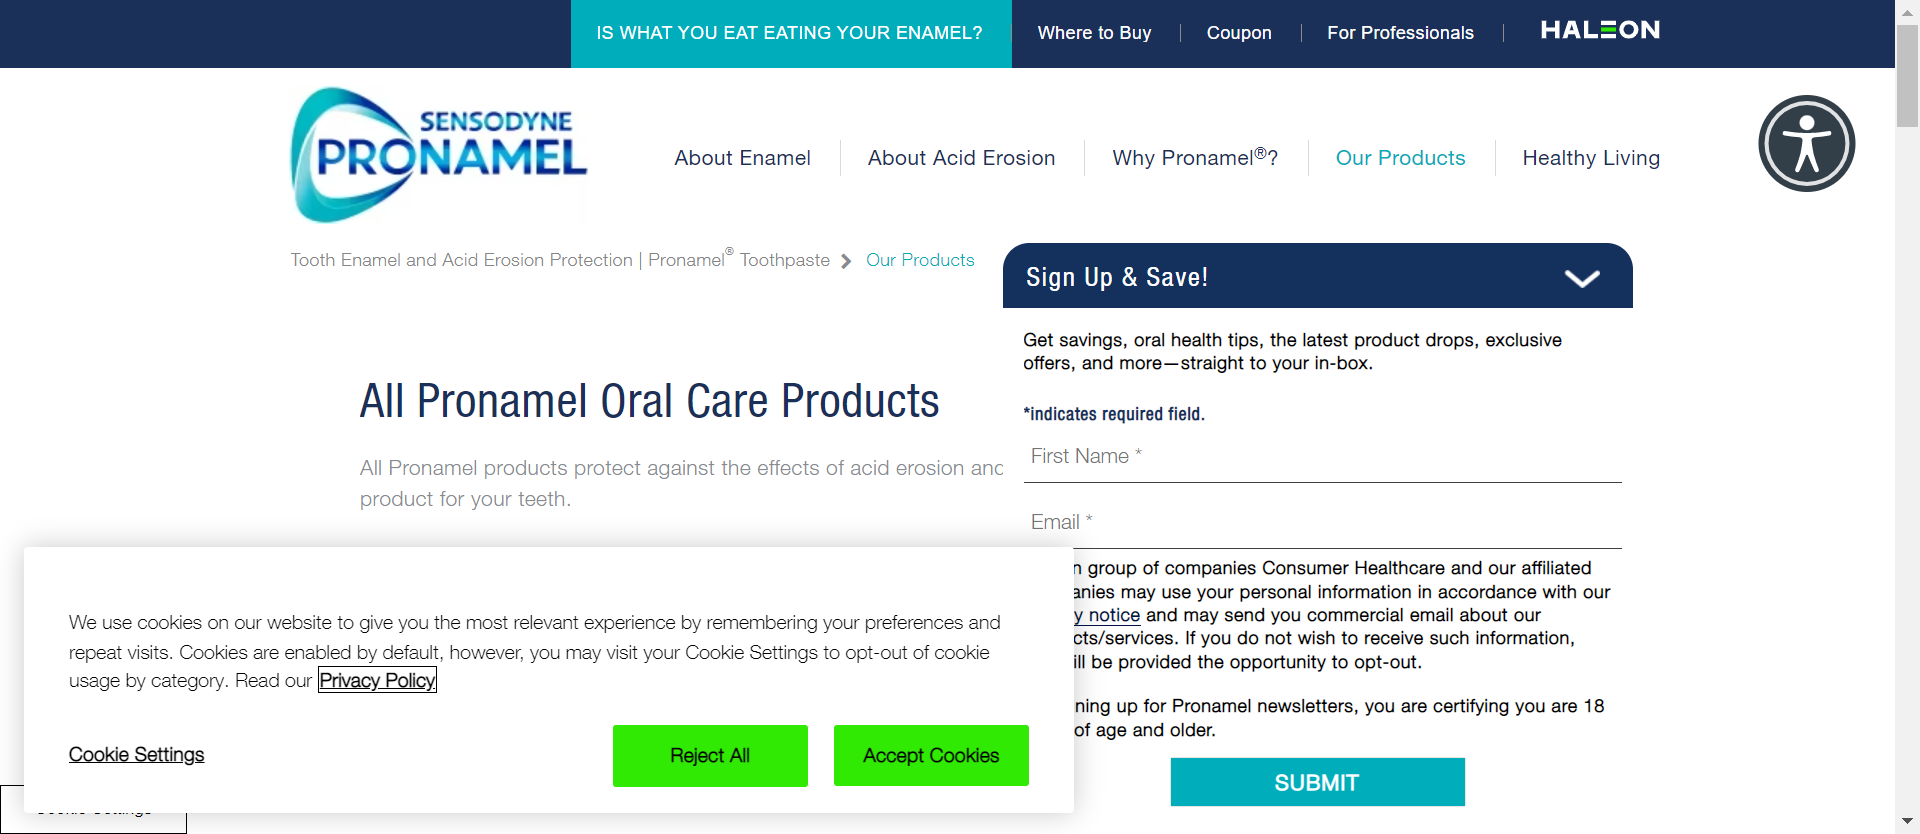 IS WHAT YOU EAT EATING YOUR ENAMEL?
Where to Buy
Coupon
For Professionals
HALEON
SENSODYNE
PRONAMEL
About Enamel
About Acid Erosion
Why Pronamel®?
Our Products
Healthy Living
Tooth Enamel and Acid Erosion Protection | Pronamel® Toothpaste
Our Products
Sign Up & Save!
Get savings, oral health tips, the latest product drops, exclusive
offers, and more—straight to your in-box.
*indicates required field.
First Name *
Email *
All Pronamel Oral Care Products
All Pronamel products protect against the effects of acid erosion and
product for your teeth.
group of companies Consumer Healthcare and our affiliated
may use your personal information in accordance with our
notice and may send you commercial email about our
If you do not wish to receive such information,
be provided the opportunity to opt-out.
up for Pronamel newsletters, you are certifying you are 18
of age and older.
SUBMIT
We use cookies on our website to give you the most relevant experience by remembering your preferences and
repeat visits. Cookies are enabled by default, however, you may visit your Cookie Settings to opt-out of cookie
usage by category. Read our Privacy Policy
Cookie Settings
Reject All
Accept Cookies